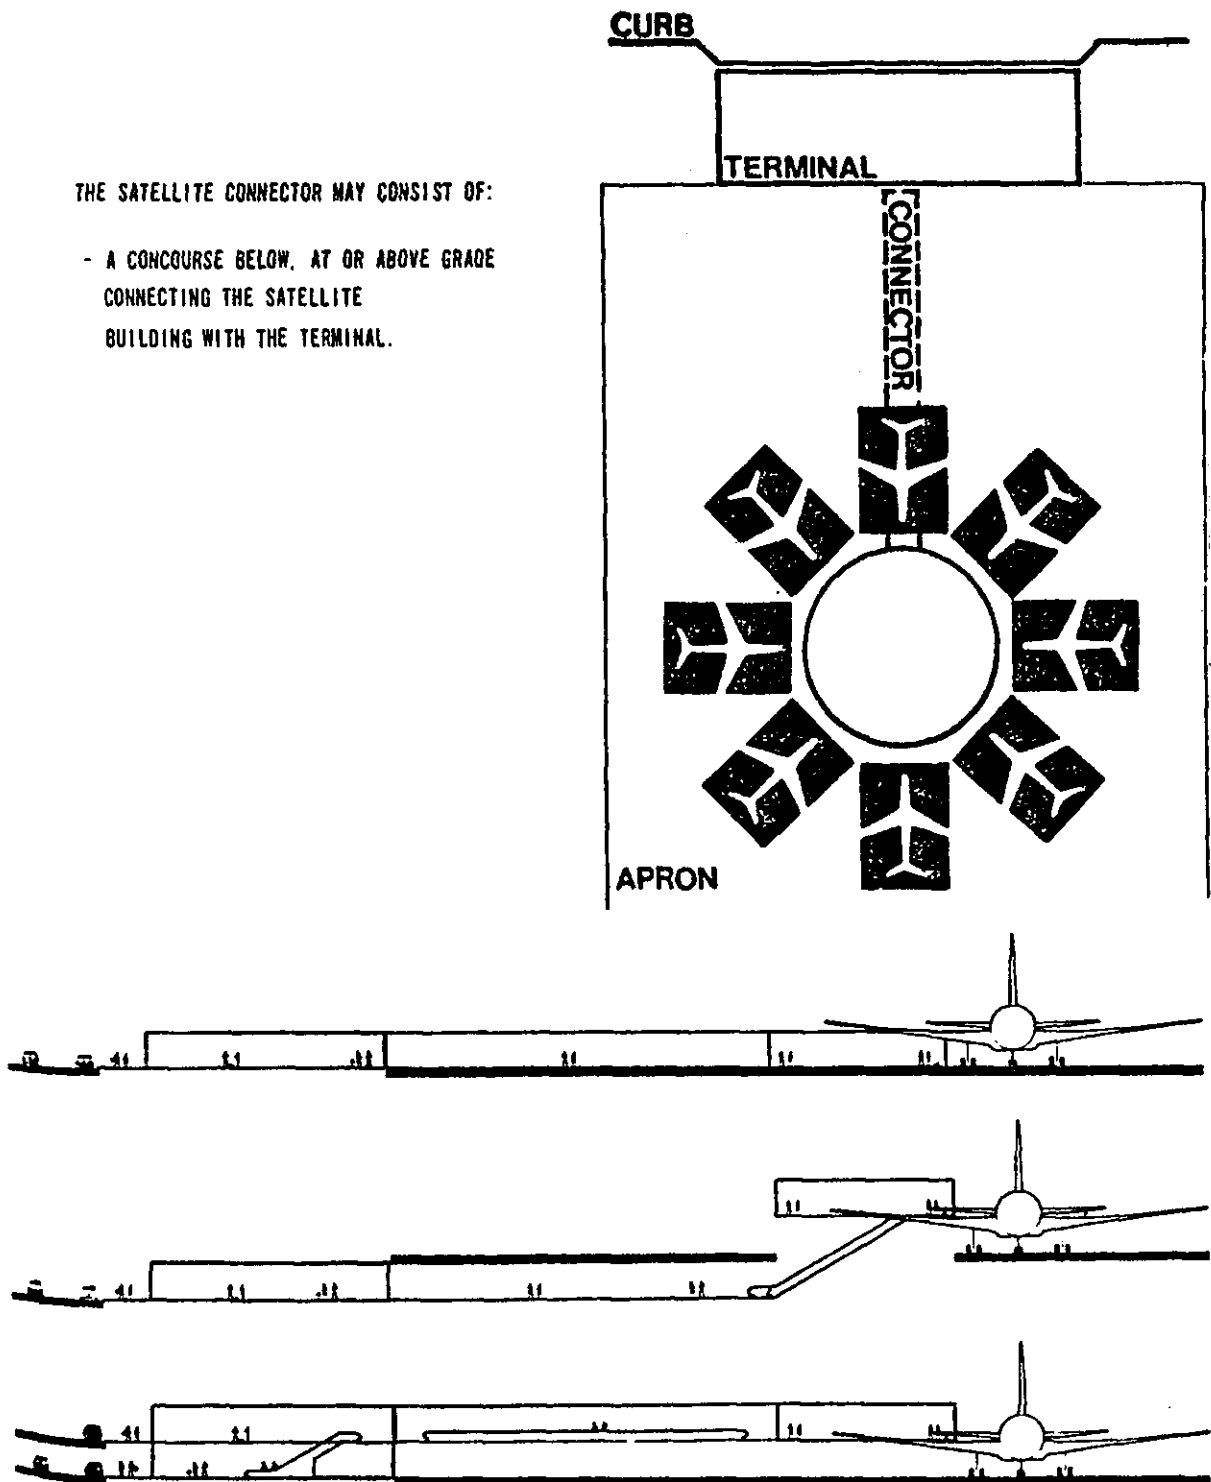 CURB
TERMINAL
THE SATELLITE CONNECTOR MAY CONSIST OF:
- A CONCOURSE BELOW, AT OR ABOVE GRADE
CONNECTING THE SATELLITE
BUILDING WITH THE TERMINAL.
CONNECTOR
APRON